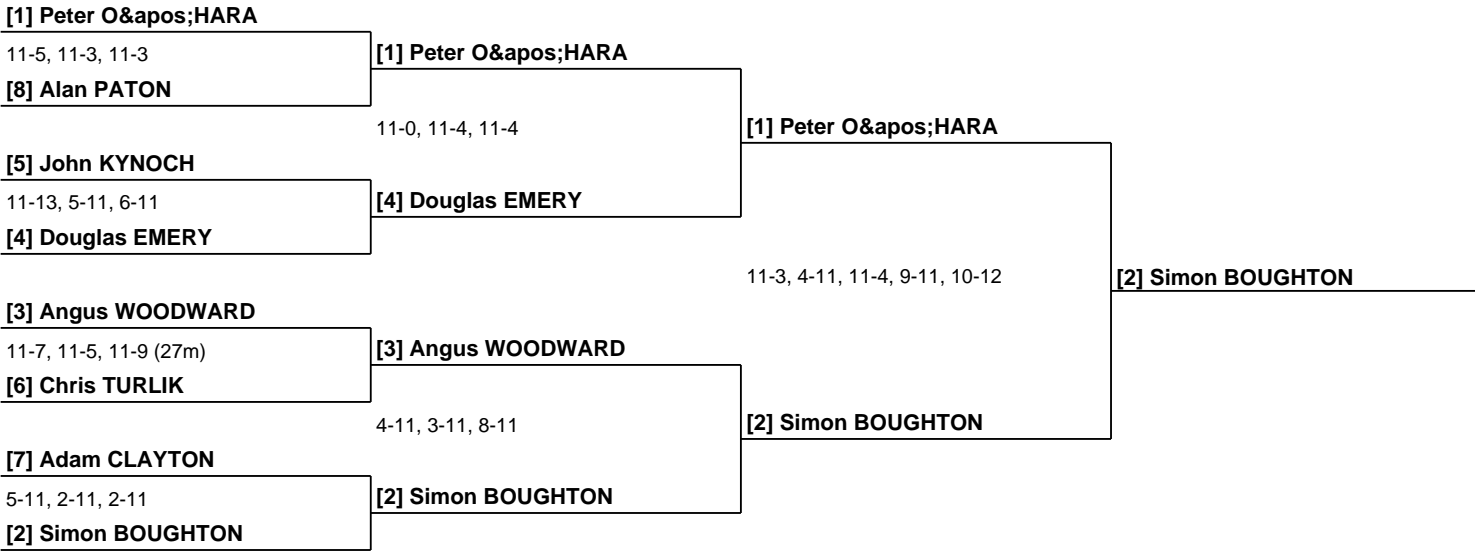 [1] Peter O&apos;HARA
11-5, 11-3, 11-3
[1] Peter O&apos;HARA
[8] Alan PATON
11-0, 11-4, 11-4
[1] Peter O&apos;HARA
[5] John KYNOCH
11-13, 5-11, 6-11
[4] Douglas EMERY
[4] Douglas EMERY
11-3, 4-11, 11-4, 9-11, 10-12
[2] Simon BOUGHTON
[3] Angus WOODWARD
11-7, 11-5, 11-9 (27m)
[3] Angus WOODWARD
[6] Chris TURLIK
4-11, 3-11, 8-11
[2] Simon BOUGHTON
[7] Adam CLAYTON
5-11, 2-11, 2-11
[2] Simon BOUGHTON
[2] Simon BOUGHTON